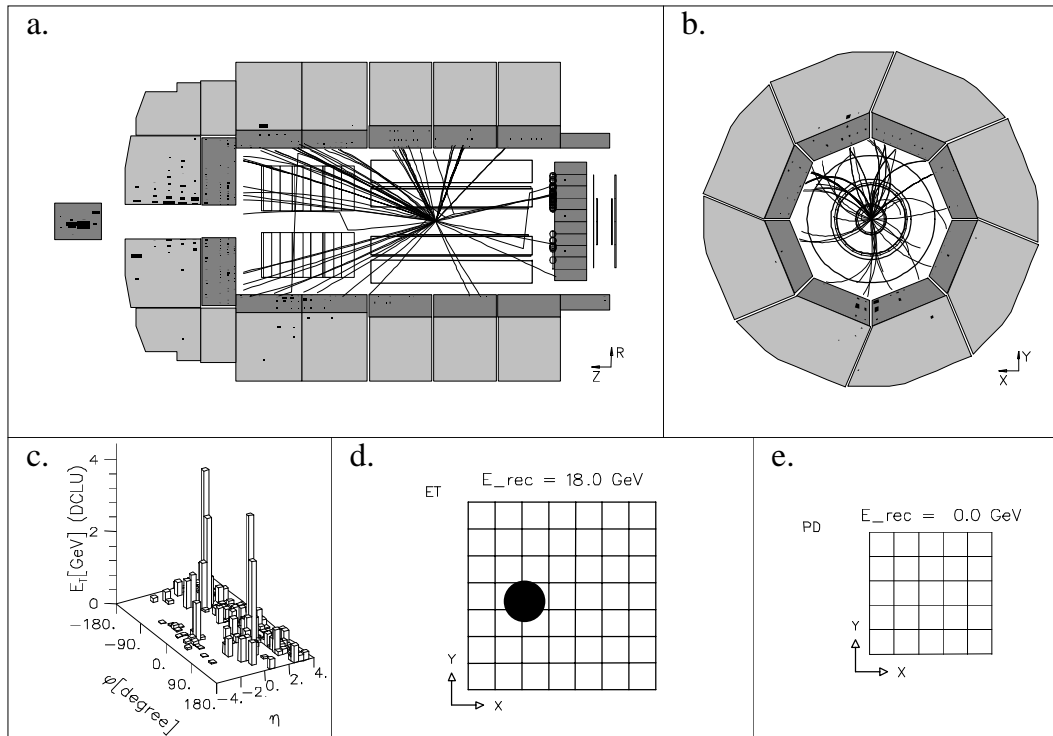 a.
R
Z
b.
Y
X
c.
E_T[GeV] (DCLU)
4
2
0
-180.
-90.
0.
90.
180.
-4.
-2.
0.
2.
4.
φ[degree]
η
d.
ET
E_rec = 18.0 GeV
Y
X
e.
PD
E_rec = 0.0 GeV
Y
X